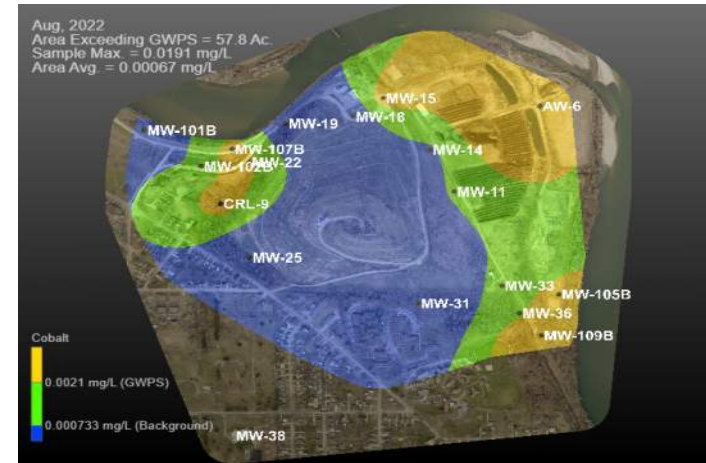 Aug, 2022
Area Exceeding GWPS = 57.8 Ac.
Sample Max. = 0.0191 mg/L
Area Avg. = 0.00067 mg/L
MW-15
AW-6
MW-16
MW-19
MW-101B
MW-107B
MW-14
MW-22
MW-102B
MW-11
CRL-9
MW-25
MW-33
MW-105B
MW-31
MW-36
MW-109B
Cobalt
0.0021 mg/L (GWPS)
0.000733 mg/L (Background)
MW-38